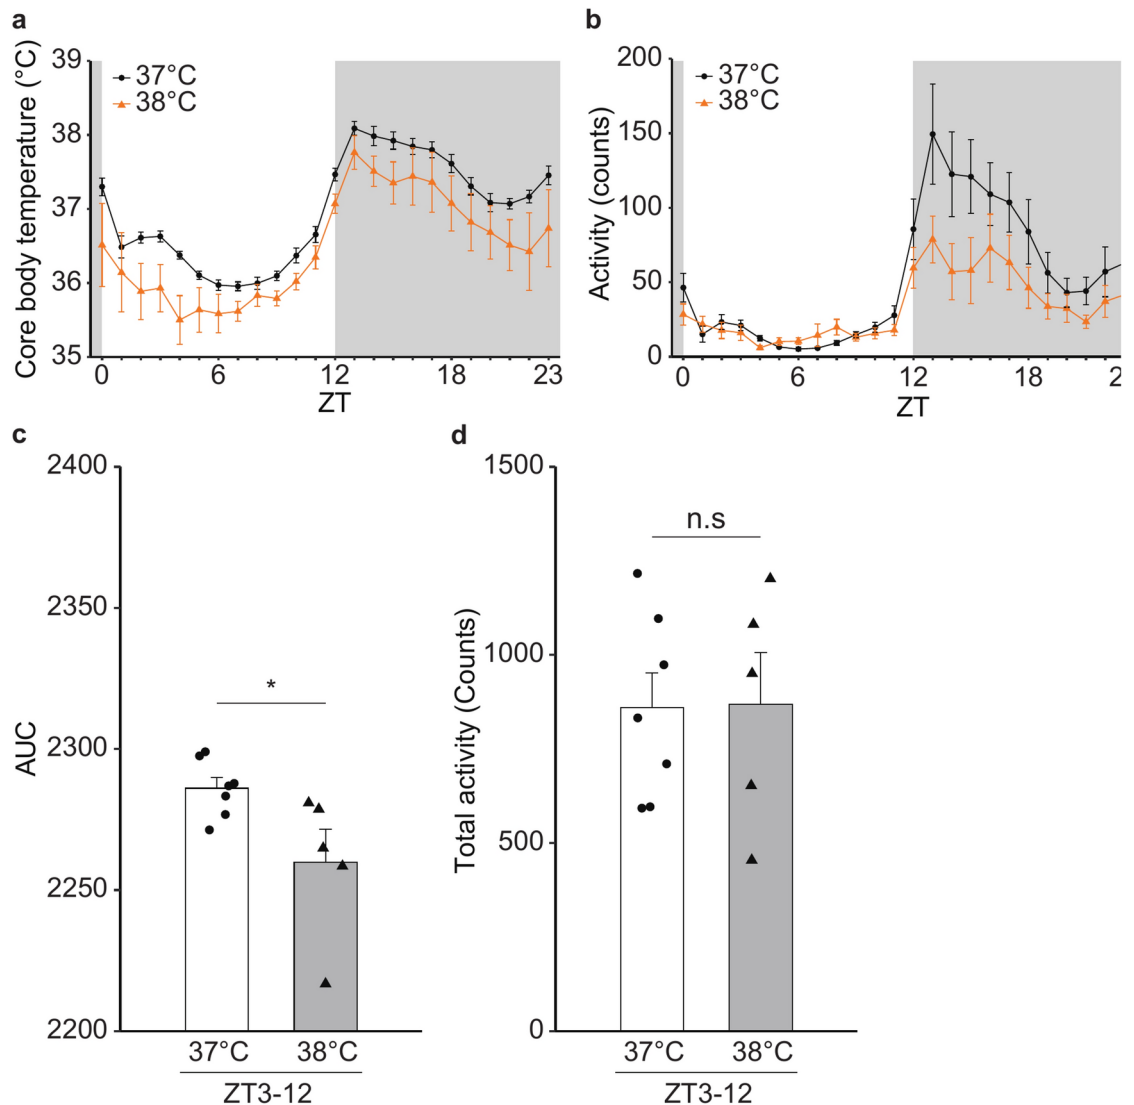 a
Core body temperature (°C)
39
38
37
36
35
37°C
38°C
0 6 12 18 23
ZT
b
Activity (counts)
200
150
100
50
0
37°C
38°C
0 6 12 18 2
ZT
c
AUC
2400
2350
2300
2250
2200
*
37°C 38°C
ZT3-12
d
Total activity (Counts)
1500
1000
500
0
n.s
37°C 38°C
ZT3-12